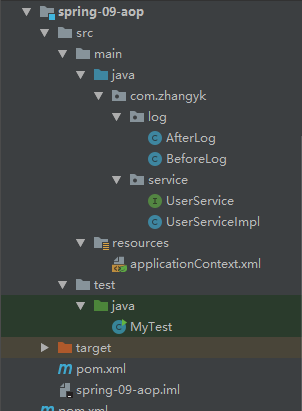 spring-09-aop
src
main
java
com.zhangyk
log
AfterLog
BeforeLog
service
UserService
UserServiceImpl
resources
applicationContext.xml
test
java
MyTest
target
pom.xml
spring-09-aop.iml
pom.xml